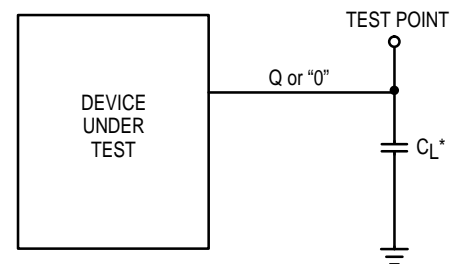 TEST POINT
Q or “0”
DEVICE
UNDER
TEST
CL*